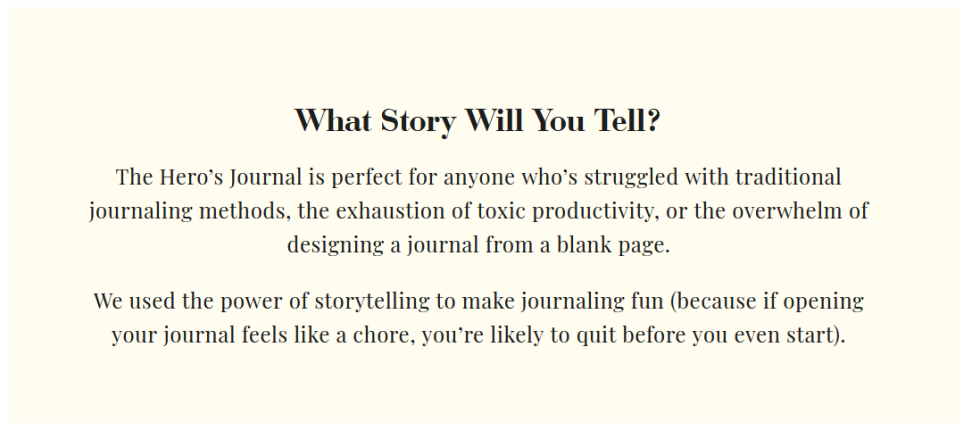 What Story Will You Tell?
The Hero’s Journal is perfect for anyone who’s struggled with traditional
journaling methods, the exhaustion of toxic productivity, or the overwhelm of
designing a journal from a blank page.
We used the power of storytelling to make journaling fun (because if opening
your journal feels like a chore, you’re likely to quit before you even start).